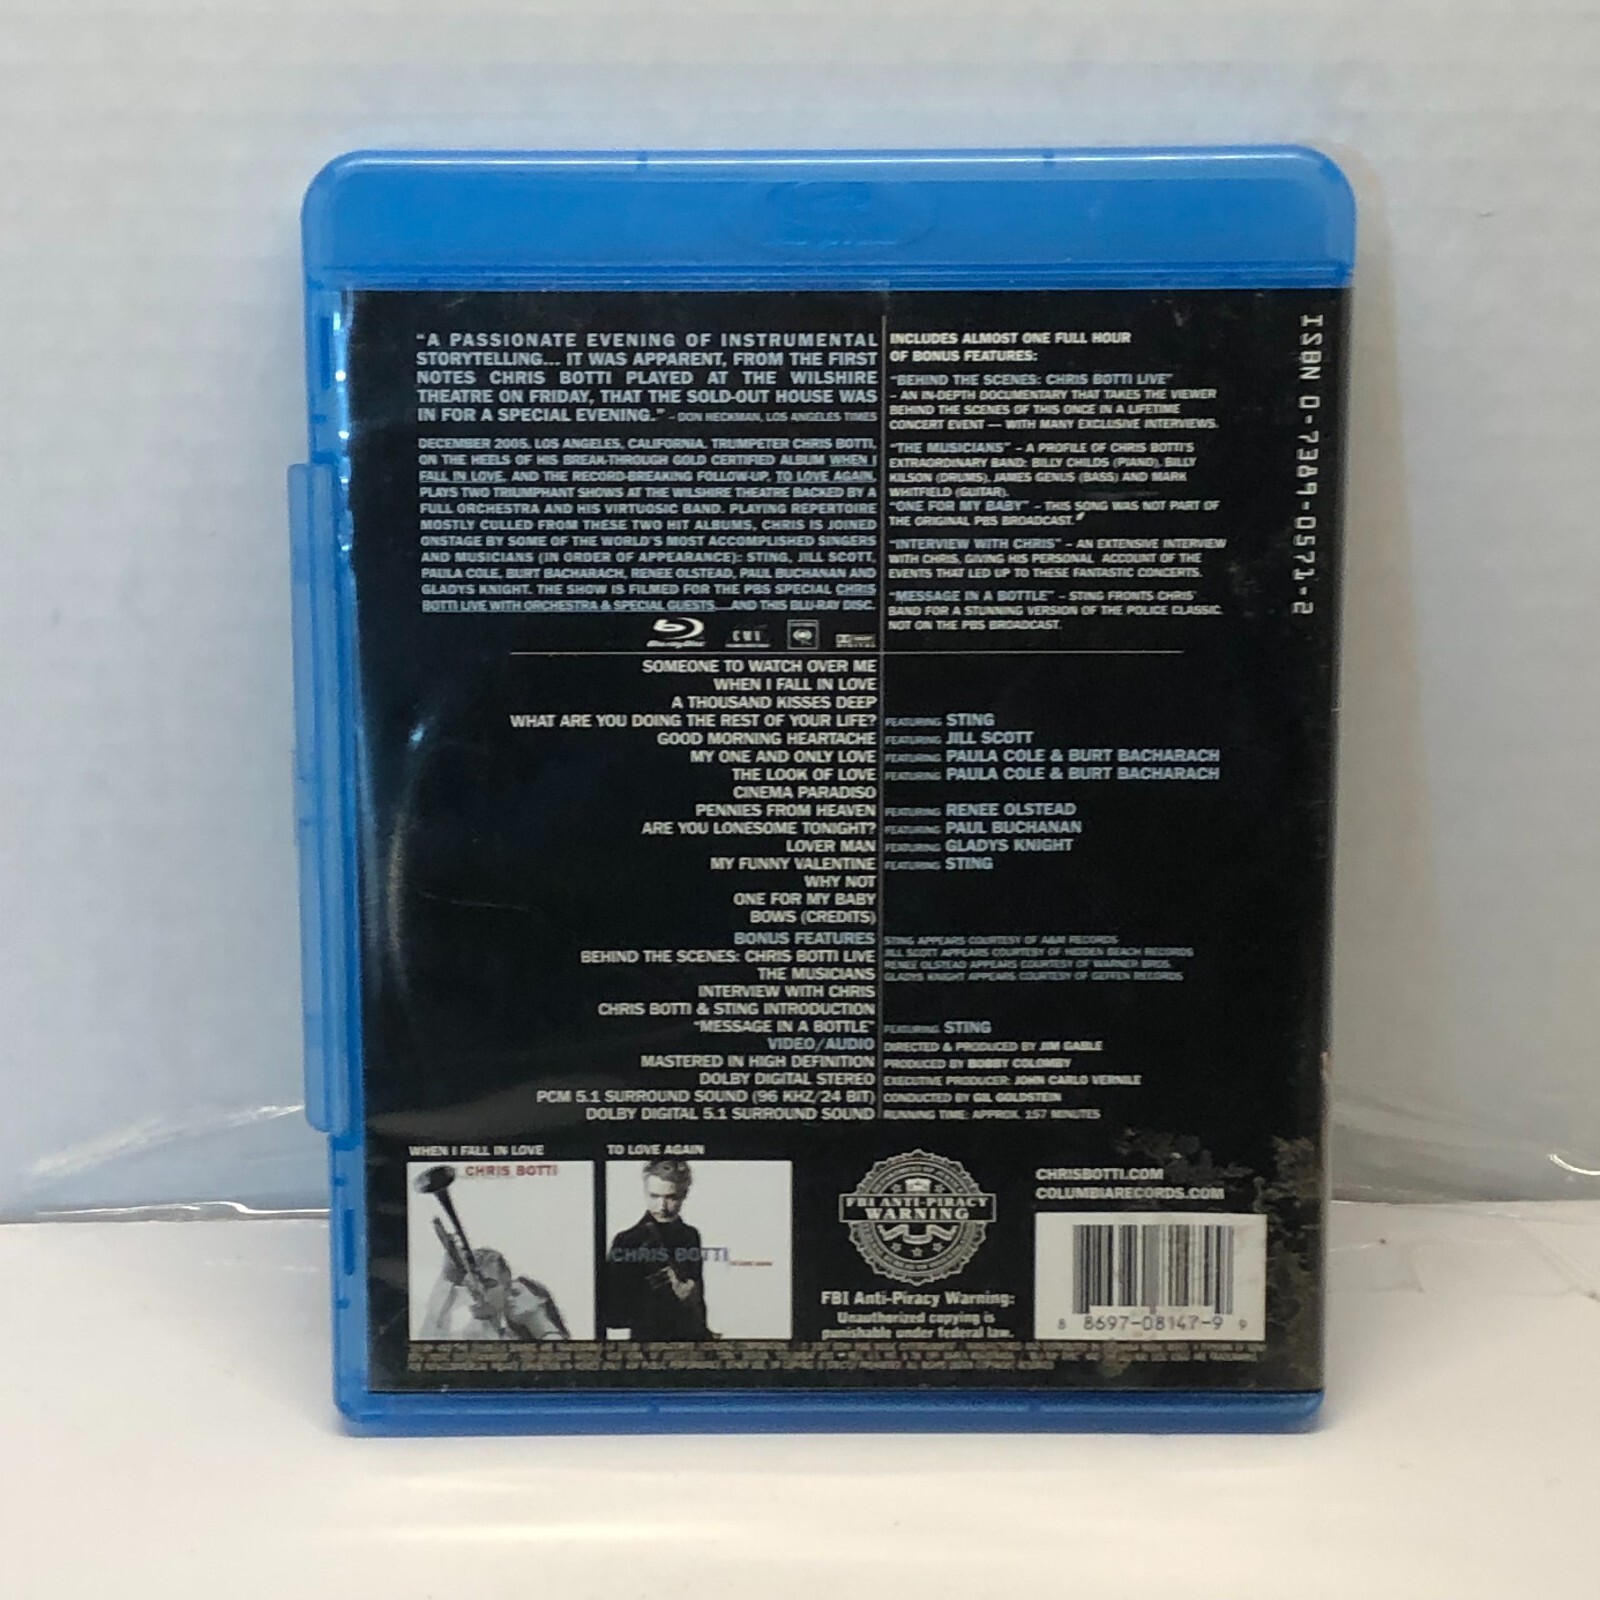 "A PASSIONATE EVENING OF INSTRUMENTAL
STORYTELLING... IT WAS APPARENT, FROM THE FIRST
NOTES CHRIS BOTTI PLAYED AT THE WILSHIRE
THEATRE ON FRIDAY, THAT THE SOLD-OUT HOUSE WAS
IN FOR A SPECIAL EVENING." – DON HECKMAN, LOS ANGELES TIMES
DECEMBER 2005. LOS ANGELES, CALIFORNIA. TRUMPETER CHRIS BOTTI,
ON THE HEELS OF HIS BREAK-THROUGH GOLD CERTIFIED ALBUM WHEN I
FALL IN LOVE, AND THE RECORD-BREAKING FOLLOW-UP, TO LOVE AGAIN,
PLAYS TWO TRIUMPHANT SHOWS AT THE WILSHIRE THEATRE BACKED BY A
FULL ORCHESTRA AND HIS VIRTUOSIC BAND. PLAYING REPERTOIRE
MOSTLY CULLED FROM THESE TWO HIT ALBUMS, CHRIS IS JOINED
ONSTAGE BY SOME OF THE WORLD'S MOST ACCOMPLISHED SINGERS
AND MUSICIANS (IN ORDER OF APPEARANCE): STING, JILL SCOTT,
PAULA COLE, BURT BACHARACH, RENEE OLSTEAD, PAUL BUCHANAN AND
GLADYS KNIGHT. THE SHOW IS FILMED FOR THE PBS SPECIAL CHRIS
BOTTI LIVE WITH ORCHESTRA & SPECIAL GUESTS....AND THIS BLU-RAY DISC.
INCLUDES ALMOST ONE FULL HOUR
OF BONUS FEATURES:
"BEHIND THE SCENES: CHRIS BOTTI LIVE"
– AN IN-DEPTH DOCUMENTARY THAT TAKES THE VIEWER
BEHIND THE SCENES OF THIS ONCE IN A LIFETIME
CONCERT EVENT — WITH MANY EXCLUSIVE INTERVIEWS.
"THE MUSICIANS" – A PROFILE OF CHRIS BOTTI'S
EXTRAORDINARY BAND: BILLY CHILDS (PIANO), BILLY
KILSON (DRUMS), JAMES GENUS (BASS) AND MARK
WHITFIELD (GUITAR).
"ONE FOR MY BABY" – THIS SONG WAS NOT PART OF
THE ORIGINAL PBS BROADCAST.
"INTERVIEW WITH CHRIS" – AN EXTENSIVE INTERVIEW
WITH CHRIS, GIVING HIS PERSONAL ACCOUNT OF THE
EVENTS THAT LED UP TO THESE FANTASTIC CONCERTS.
"MESSAGE IN A BOTTLE" – STING FRONTS CHRIS'
BAND FOR A STUNNING VERSION OF THE POLICE CLASSIC.
NOT ON THE PBS BROADCAST.
ISBN 0-7389-0571-2
Blu-ray Disc
CMV
DIGITAL
SOMEONE TO WATCH OVER ME
WHEN I FALL IN LOVE
A THOUSAND KISSES DEEP
WHAT ARE YOU DOING THE REST OF YOUR LIFE? FEATURING STING
GOOD MORNING HEARTACHE FEATURING JILL SCOTT
MY ONE AND ONLY LOVE FEATURING PAULA COLE & BURT BACHARACH
THE LOOK OF LOVE FEATURING PAULA COLE & BURT BACHARACH
CINEMA PARADISO
PENNIES FROM HEAVEN FEATURING RENEE OLSTEAD
ARE YOU LONESOME TONIGHT? FEATURING PAUL BUCHANAN
LOVER MAN FEATURING GLADYS KNIGHT
MY FUNNY VALENTINE FEATURING STING
WHY NOT
ONE FOR MY BABY
BOWS (CREDITS)
BONUS FEATURES
BEHIND THE SCENES: CHRIS BOTTI LIVE
THE MUSICIANS
INTERVIEW WITH CHRIS
CHRIS BOTTI & STING INTRODUCTION
"MESSAGE IN A BOTTLE" FEATURING STING
STING APPEARS COURTESY OF A&M RECORDS
JILL SCOTT APPEARS COURTESY OF HIDDEN BEACH RECORDS
RENEE OLSTEAD APPEARS COURTESY OF WARNER BROS.
GLADYS KNIGHT APPEARS COURTESY OF GEFFEN RECORDS
VIDEO/AUDIO
MASTERED IN HIGH DEFINITION
DOLBY DIGITAL STEREO
PCM 5.1 SURROUND SOUND (96 KHZ/24 BIT)
DOLBY DIGITAL 5.1 SURROUND SOUND
DIRECTED & PRODUCED BY JIM GABLE
PRODUCED BY BOBBY COLOMBY
EXECUTIVE PRODUCER: JOHN CARLO VERNILE
CONDUCTED BY GIL GOLDSTEIN
RUNNING TIME: APPROX. 157 MINUTES
WHEN I FALL IN LOVE
CHRIS BOTTI
TO LOVE AGAIN
CHRIS BOTTI
FBI ANTI-PIRACY
WARNING
FBI Anti-Piracy Warning:
Unauthorized copying is
punishable under federal law.
CHRISBOTTI.COM
COLUMBIARECORDS.COM
8 8697-08147-9 9